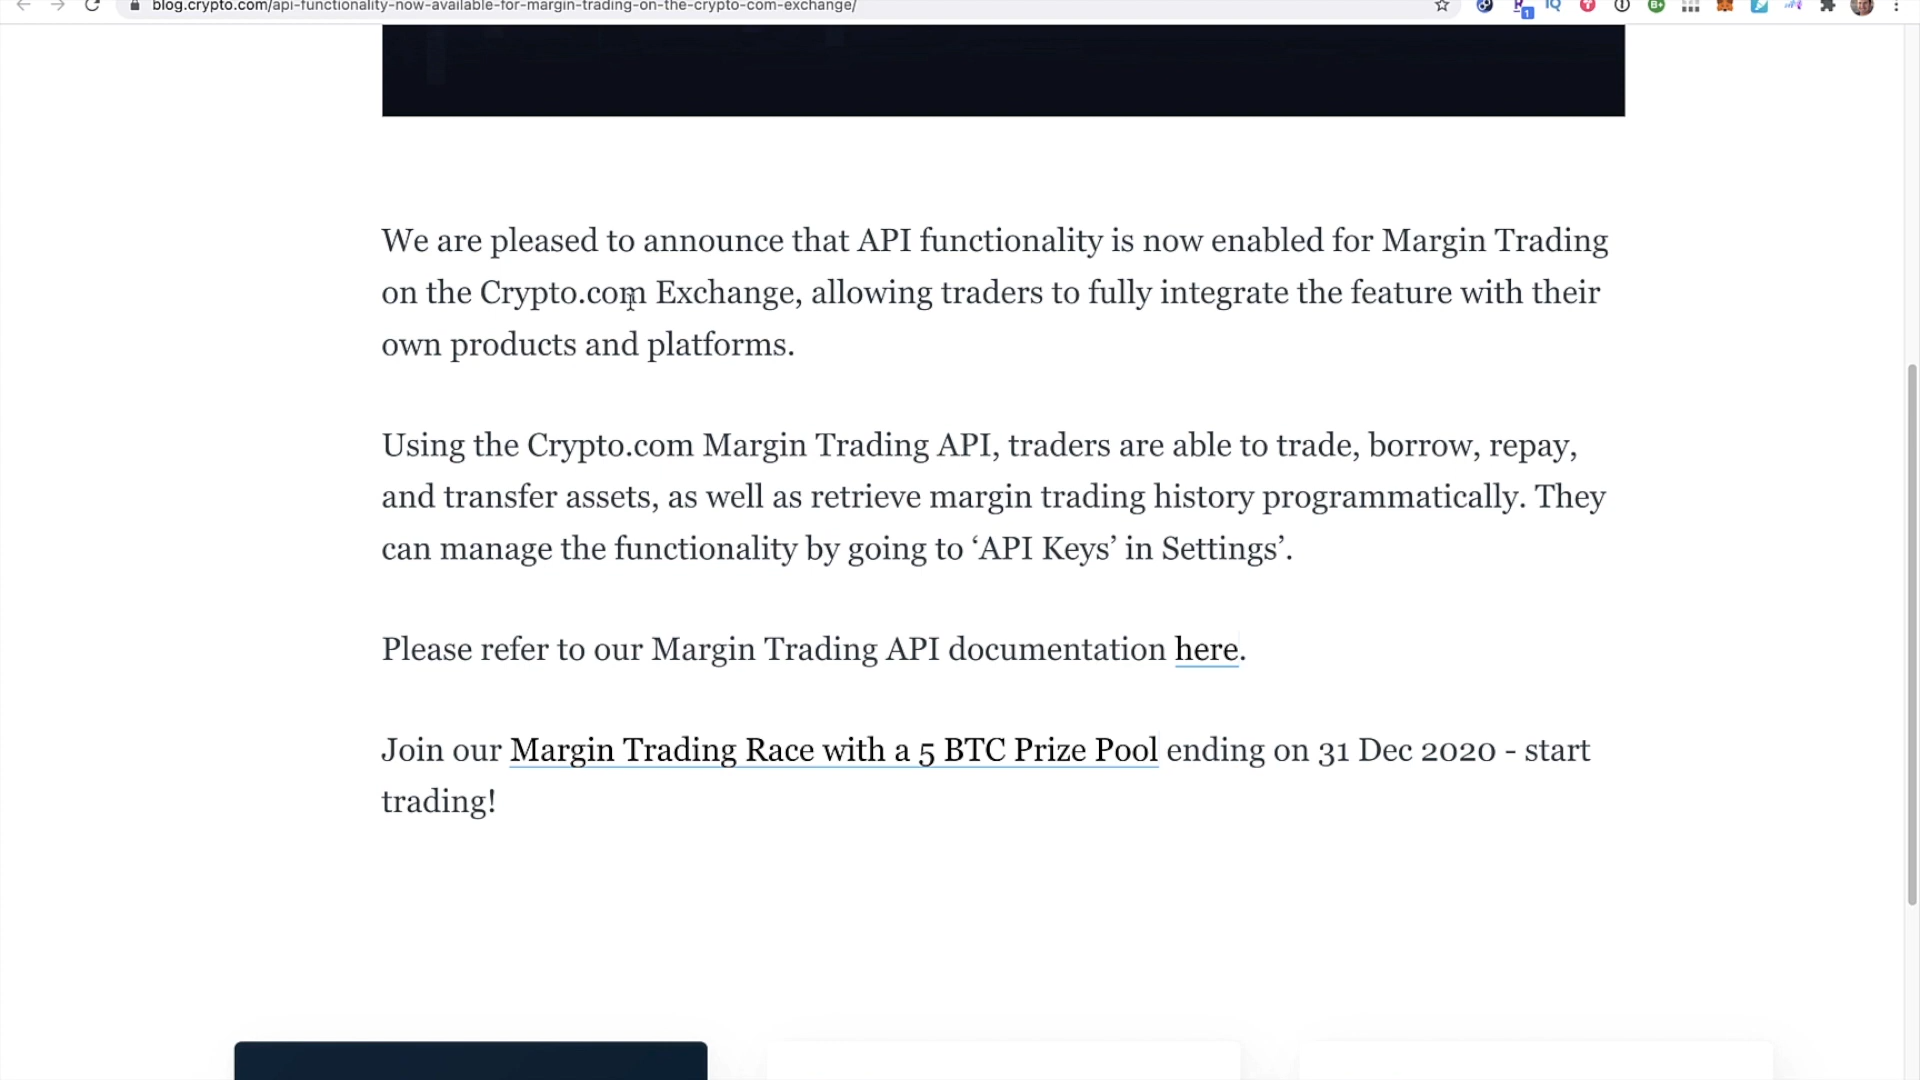 blog.crypto.com/api-functionality-now-available-for-margin-trading-on-the-crypto-com-exchange/
We are pleased to announce that API functionality is now enabled for Margin Trading
on the Crypto.com Exchange, allowing traders to fully integrate the feature with their
own products and platforms.
Using the Crypto.com Margin Trading API, traders are able to trade, borrow, repay,
and transfer assets, as well as retrieve margin trading history programmatically. They
can manage the functionality by going to ‘API Keys’ in Settings’.
Please refer to our Margin Trading API documentation here.
Join our Margin Trading Race with a 5 BTC Prize Pool ending on 31 Dec 2020 - start
trading!